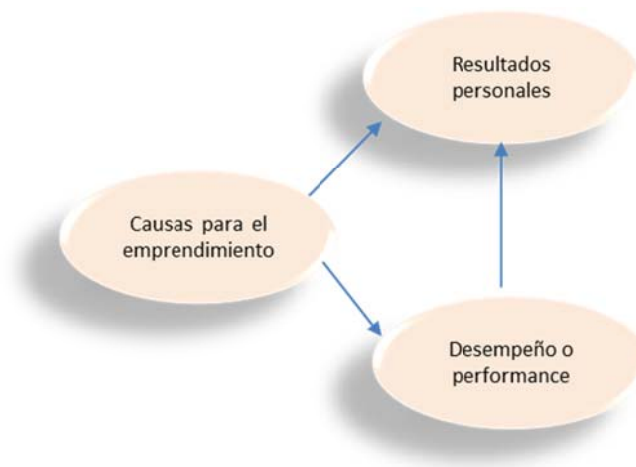 Resultados
personales
Causas para el
emprendimiento
Desempeño o
performance